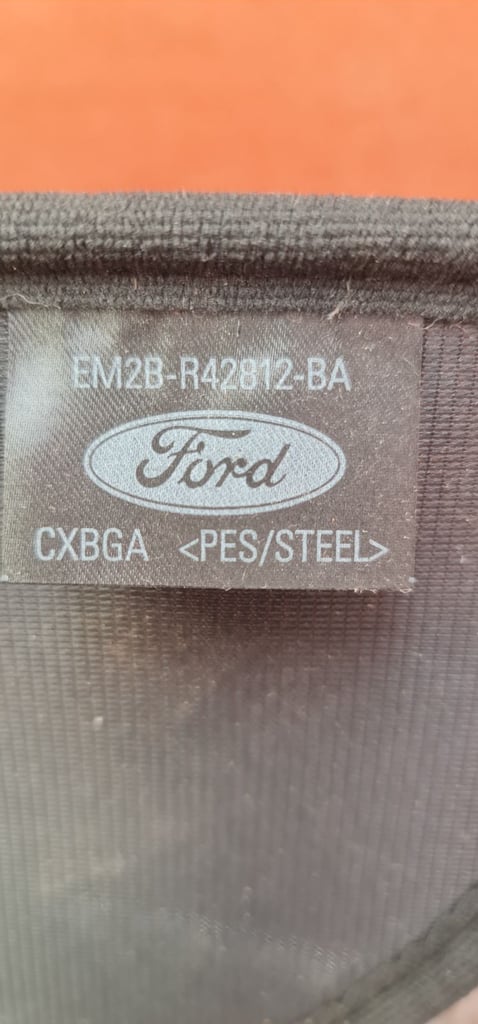 EM2B-R42812-BA
Ford
CXBGA <PES/STEEL>